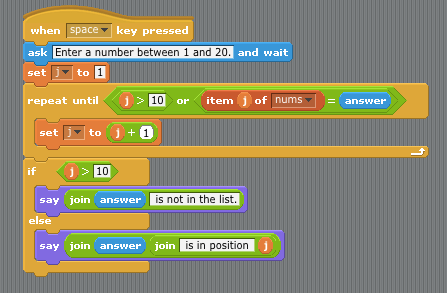 when space key pressed
ask Enter a number between 1 and 20. and wait
set j to 1
repeat until j > 10 or item j of nums = answer
set j to j + 1
if j > 10
say join answer is not in the list.
else
say join answer join is in position j